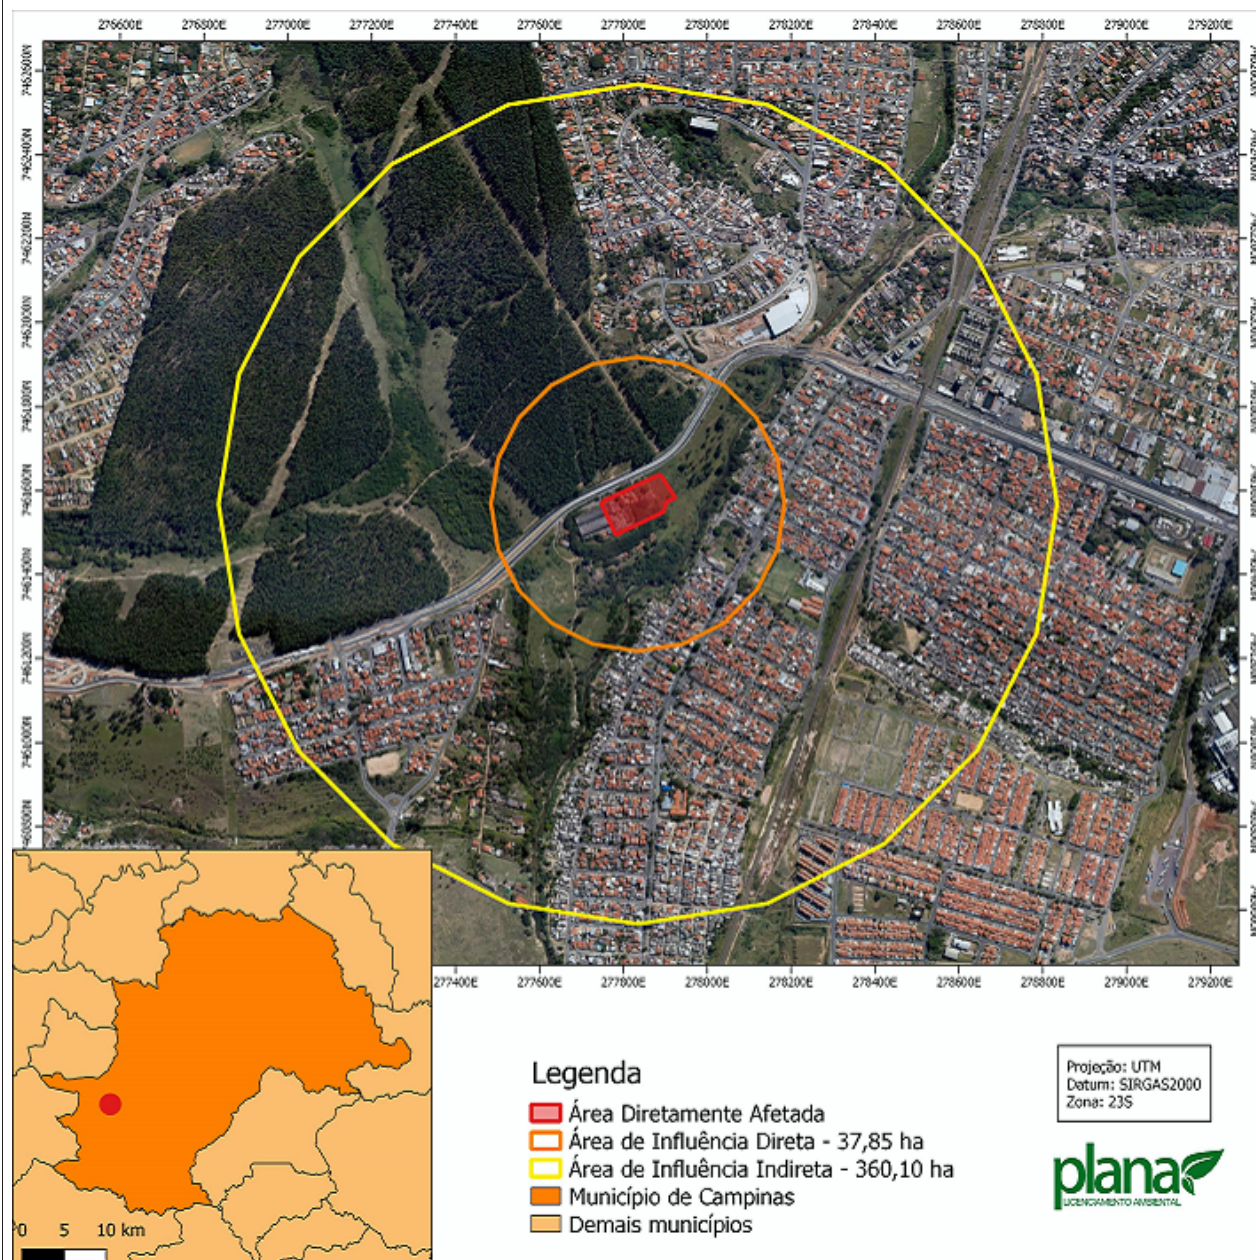 276600E 276800E 277000E 277200E 277400E 277600E 277800E 278000E 278200E 278400E 278600E 278800E 279000E 279200E
7462600N
7462400N
7462200N
7462000N
7461800N
7461600N
7461400N
7461200N
7461000N
277400E 277600E 277800E 278000E 278200E 278400E 278600E 278800E 279000E 279200E
0 5 10 km
Legenda
Área Diretamente Afetada
Área de Influência Direta - 37,85 ha
Área de Influência Indireta - 360,10 ha
Município de Campinas
Demais municípios
Projeção: UTM
Datum: SIRGAS2000
Zona: 23S
plana
LICENCIAMENTO AMBIENTAL